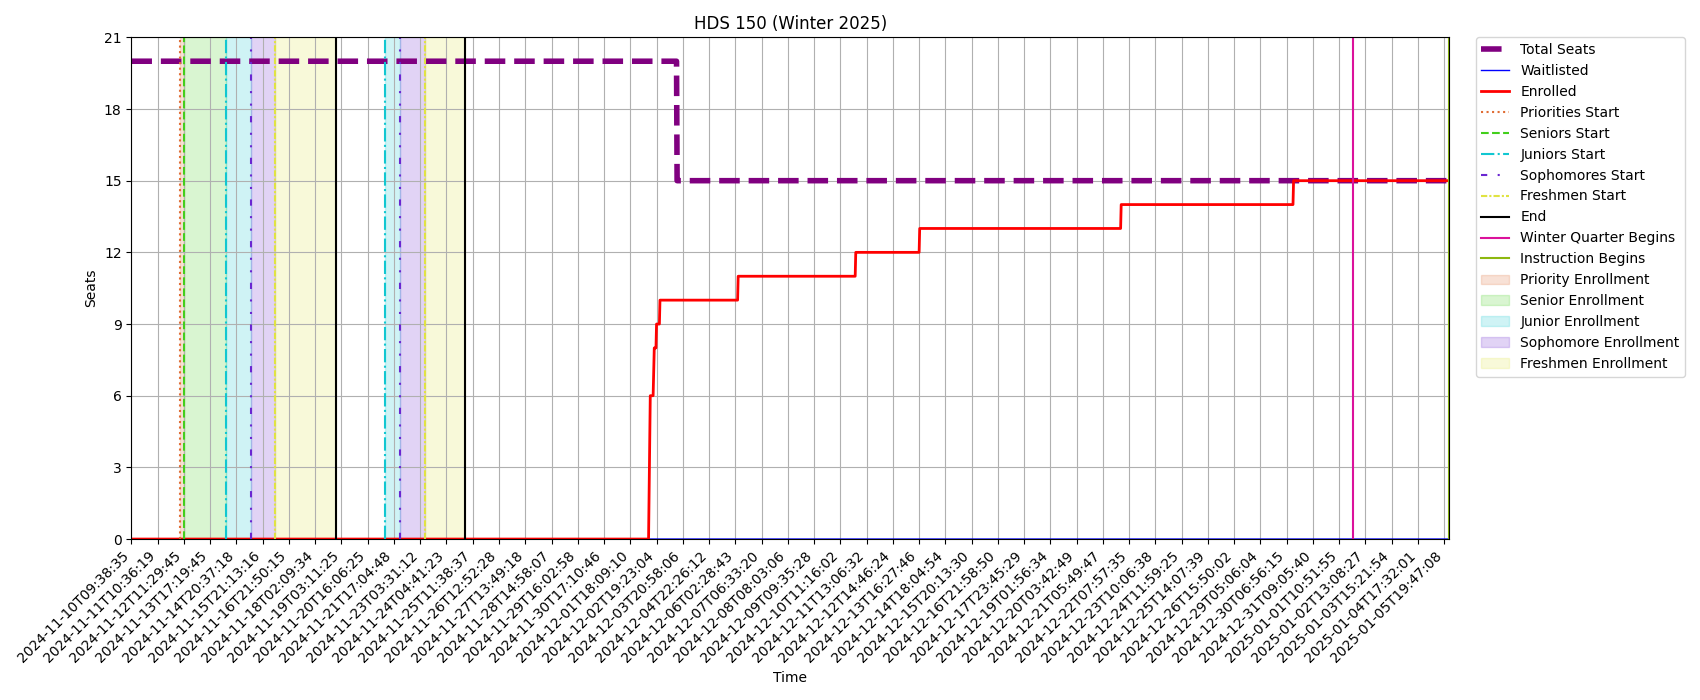 HDS 150 (Winter 2025)
21
18
15
12
9
6
3
0
Seats
2024-11-10T09:38:35
2024-11-11T10:36:19
2024-11-12T11:29:45
2024-11-13T17:19:45
2024-11-14T20:37:18
2024-11-15T21:13:16
2024-11-16T21:50:15
2024-11-18T02:09:34
2024-11-19T03:11:25
2024-11-20T06:06:25
2024-11-21T17:04:48
2024-11-23T03:31:12
2024-11-24T04:41:23
2024-11-25T11:38:37
2024-11-26T12:52:28
2024-11-27T13:49:18
2024-11-28T14:58:07
2024-11-29T16:02:58
2024-11-30T17:10:46
2024-12-01T18:09:10
2024-12-02T19:23:04
2024-12-03T20:58:06
2024-12-04T22:26:12
2024-12-06T02:28:43
2024-12-07T06:33:20
2024-12-08T08:03:06
2024-12-09T09:35:28
2024-12-10T11:16:02
2024-12-12T13:06:32
2024-12-12T14:46:24
2024-12-13T16:27:46
2024-12-14T18:04:54
2024-12-15T20:13:30
2024-12-16T21:58:50
2024-12-17T23:45:29
2024-12-19T01:56:34
2024-12-20T03:42:49
2024-12-21T05:49:47
2024-12-22T07:57:35
2024-12-23T10:06:38
2024-12-24T11:59:25
2024-12-25T14:07:39
2024-12-26T15:50:02
2024-12-29T05:06:04
2024-12-30T06:56:15
2024-12-31T09:05:40
2025-01-01T10:51:55
2025-01-02T13:08:27
2025-01-03T15:21:54
2025-01-04T17:32:01
2025-01-05T19:47:08
Time
Total Seats
Waitlisted
Enrolled
Priorities Start
Seniors Start
Juniors Start
Sophomores Start
Freshmen Start
End
Winter Quarter Begins
Instruction Begins
Priority Enrollment
Senior Enrollment
Junior Enrollment
Sophomore Enrollment
Freshmen Enrollment